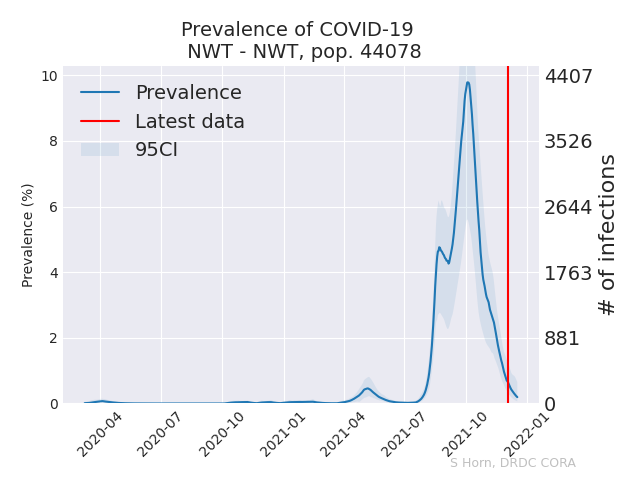 Prevalence of COVID-19
NWT - NWT, pop. 44078
Prevalence
Latest data
95CI
Prevalence (%)
10
8
6
4
2
0
4407
3526
2644
1763
881
0
# of infections
2020-04
2020-07
2020-10
2021-01
2021-04
2021-07
2021-10
2022-01
S Horn, DRDC CORA